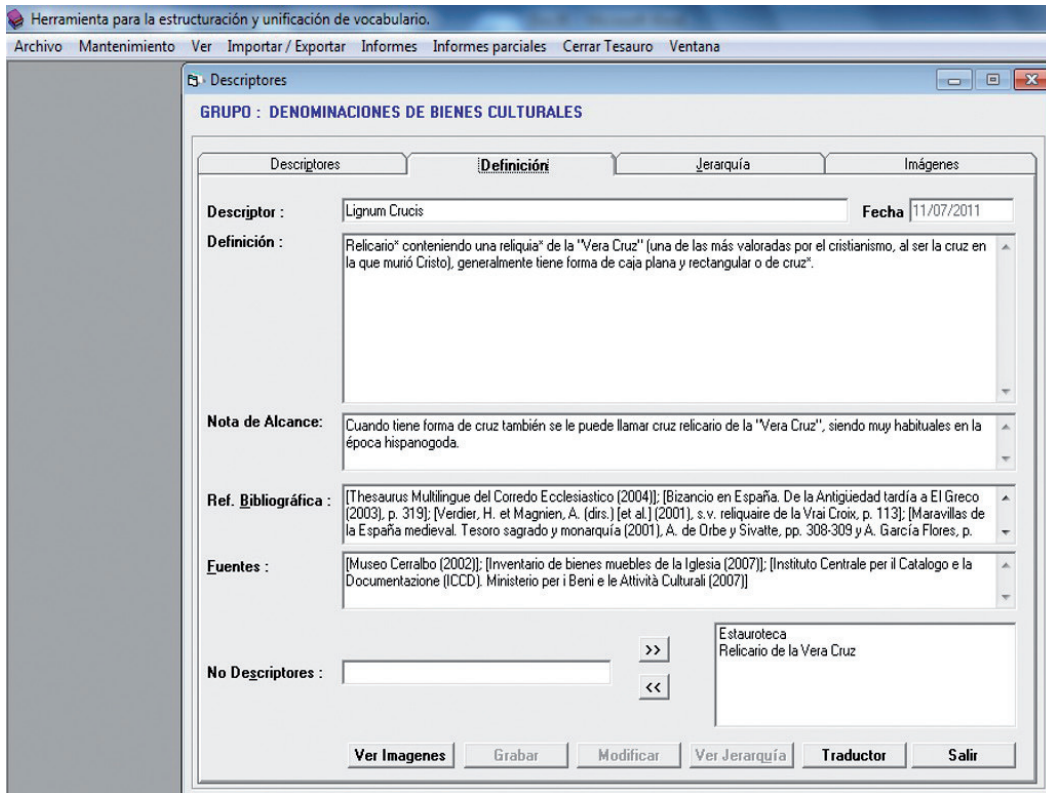 Herramienta para la estructuración y unificación de vocabulario.
Archivo Mantenimiento Ver Importar / Exportar Informes Informes parciales Cerrar Tesauro Ventana
Descriptores
GRUPO : DENOMINACIONES DE BIENES CULTURALES
Descriptores Definición Jerarquía Imágenes
Descriptor : Lignum Crucis Fecha 11/07/2011
Definición : Relicario* conteniendo una reliquia* de la "Vera Cruz" (una de las más valoradas por el cristianismo, al ser la cruz en
la que murió Cristo), generalmente tiene forma de caja plana y rectangular o de cruz*.
Nota de Alcance: Cuando tiene forma de cruz también se le puede llamar cruz relicario de la "Vera Cruz", siendo muy habituales en la
época hispanogoda.
Ref. Bibliográfica : [Thesaurus Multilingue del Corredo Ecclesiastico (2004)]; [Bizancio en España. De la Antigüedad tardía a El Greco
(2003), p. 319]; [Verdier, H. et Magnien, A. (dirs.) [et al.] (2001), s.v. reliquaire de la Vrai Croix, p. 113]; [Maravillas de
la España medieval. Tesoro sagrado y monarquía (2001), A. de Orbe y Sivatte, pp. 308-309 y A. García Flores, p.
Fuentes : [Museo Cerralbo (2002)]; [Inventario de bienes muebles de la Iglesia (2007)]; [Instituto Centrale per il Catalogo e la
Documentazione (ICCD). Ministerio per i Beni e le Attività Culturali (2007)]
Estauroteca
Relicario de la Vera Cruz
>>
No Descriptores :
<<
Ver Imagenes Grabar Modificar Ver Jerarquía Traductor Salir